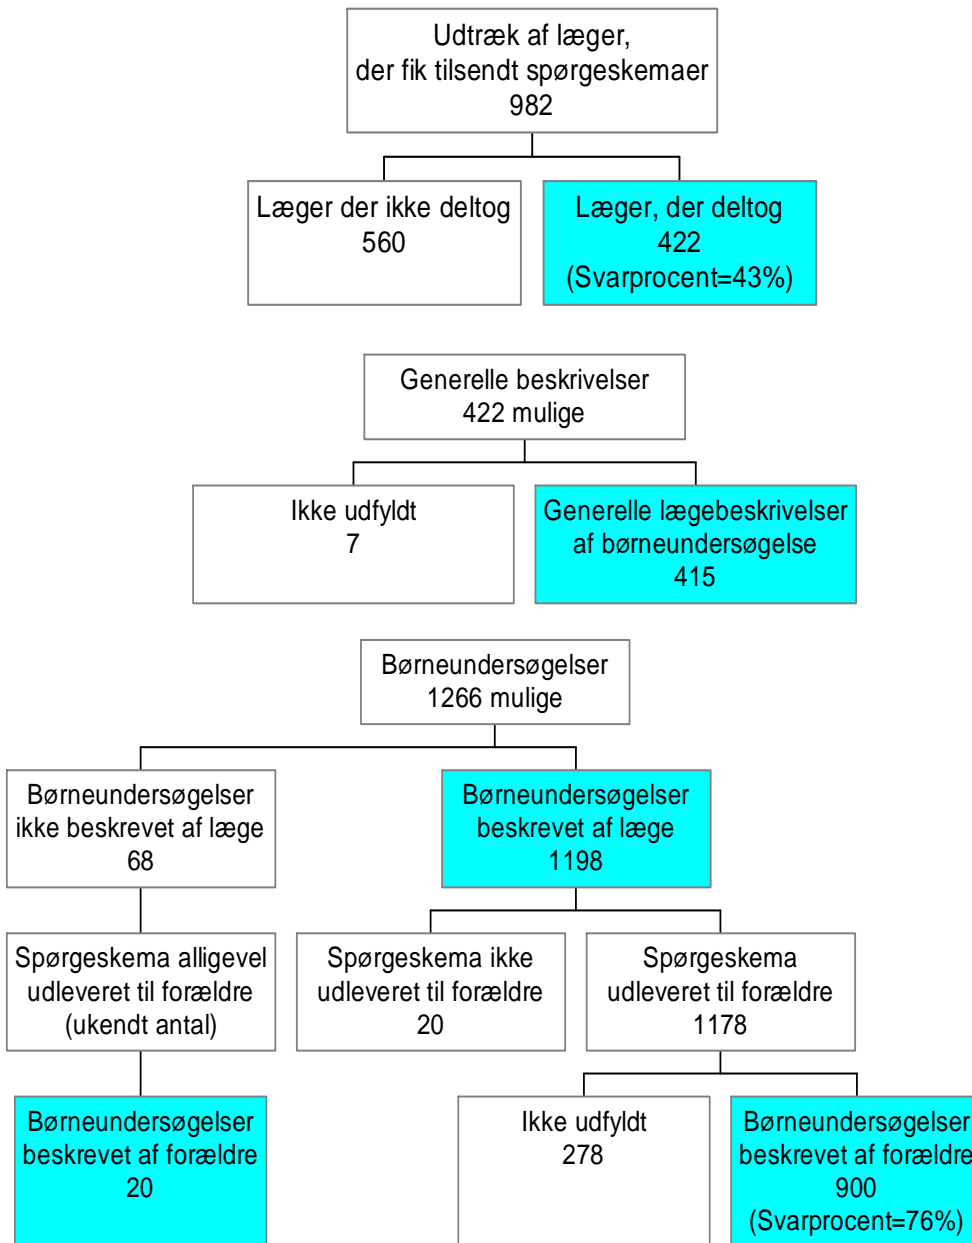 Udtræk af læger,
der fik tilsendt spørgeskemaer
982
Læger der ikke deltog
560
Læger, der deltog
422
(Svarprocent=43%)
Generelle beskrivelser
422 mulige
Ikke udfyldt
7
Generelle lægebeskrivelser
af børneundersøgelse
415
Børneundersøgelser
1266 mulige
Børneundersøgelser
ikke beskrevet af læge
68
Børneundersøgelser
beskrevet af læge
1198
Spørgeskema alligevel
udleveret til forældre
(ukendt antal)
Spørgeskema ikke
udleveret til forældre
20
Spørgeskema
udleveret til forældre
1178
Børneundersøgelser
beskrevet af forældre
20
Ikke udfyldt
278
Børneundersøgelser
beskrevet af forældre
900
(Svarprocent=76%)